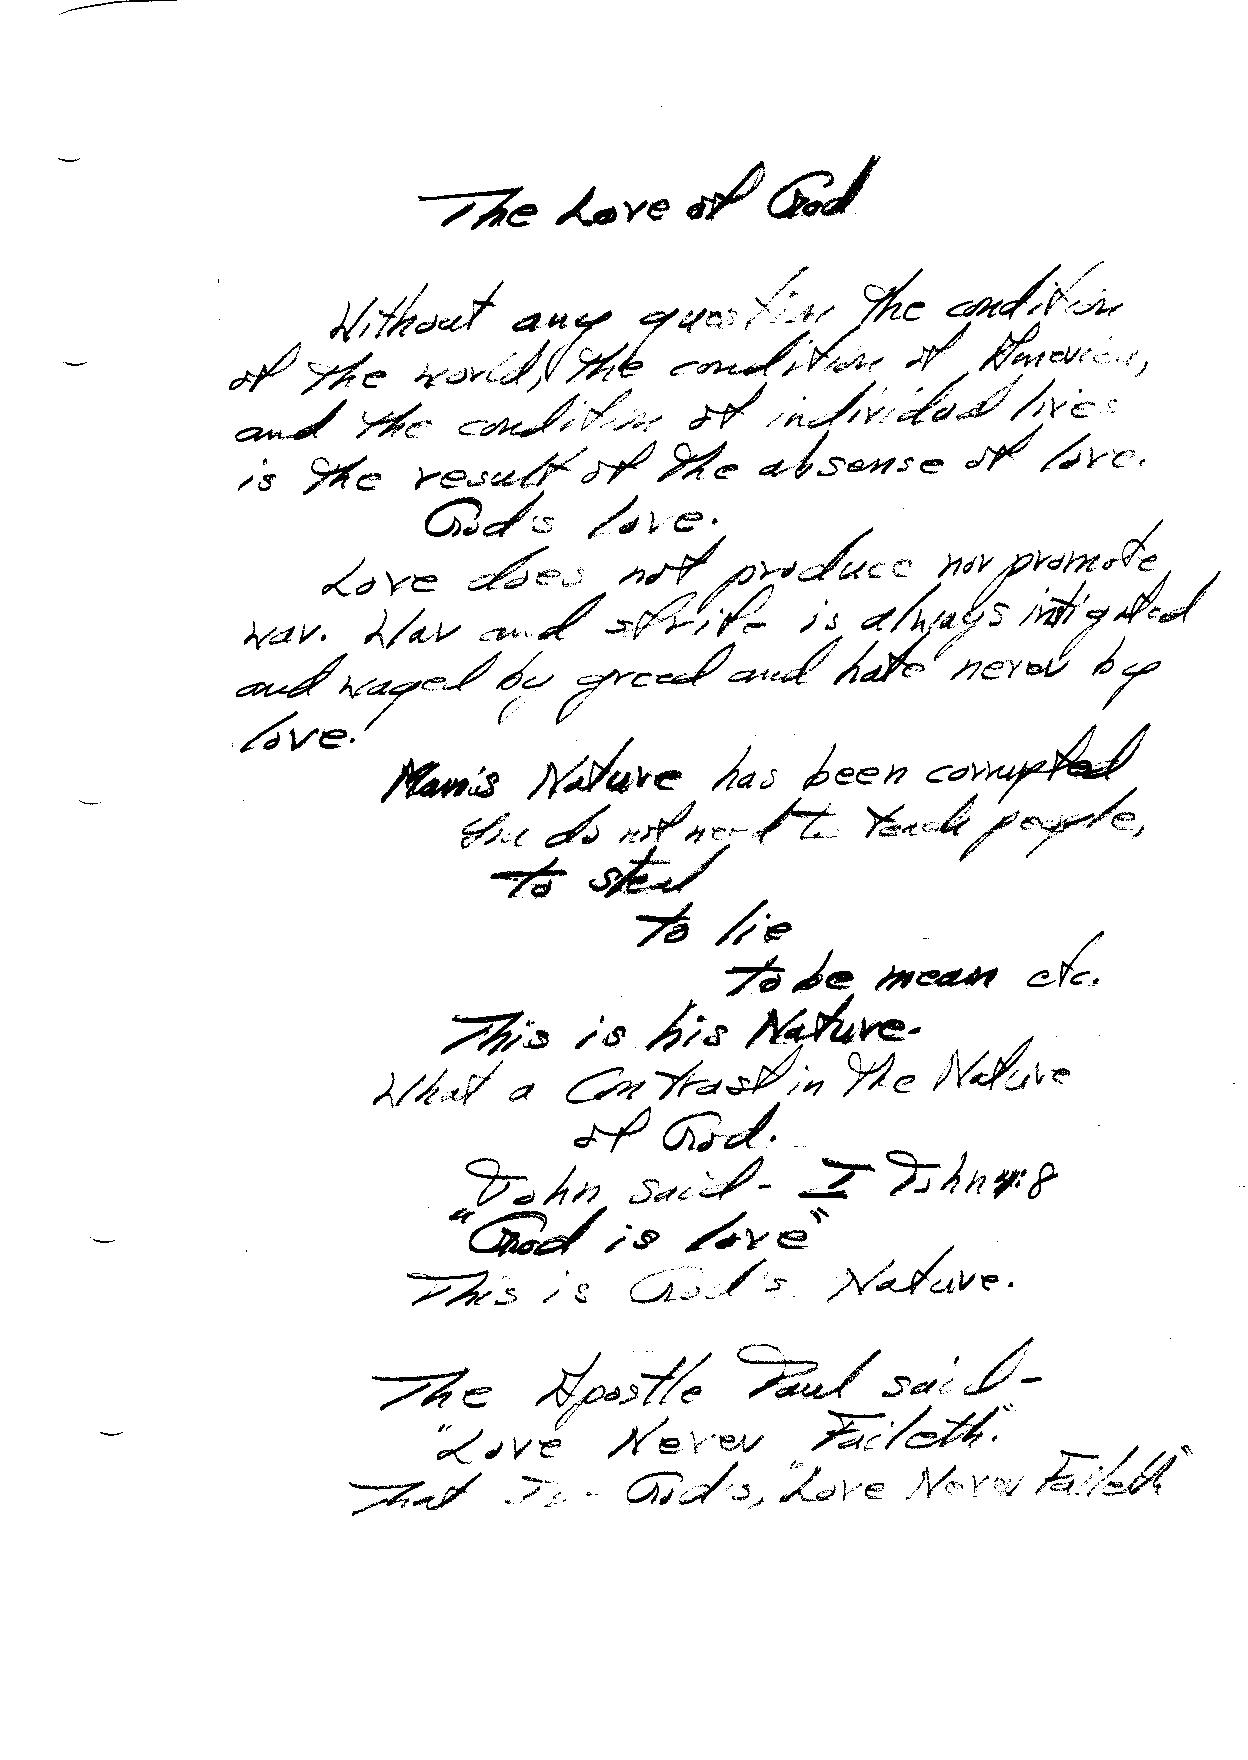 The Love of God
Without any question the condition
of the world, the condition of America,
and the condition of individual lives
is the result of the absense of love.
God's love.
Love does not produce nor promote
war. War and strife is always intigated
and waged by greed and hate never by
love.
Man's Nature has been corrupted
You do not need to teach people,
to steal
to lie
to be mean etc.
This is his Nature.
What a Contrast in the Nature
of God.
John said - I John 4:8
"God is love"
This is God's Nature.
The Apostle Paul said -
"Love Never Faileth."
That Is - God's, "Love Never Faileth"